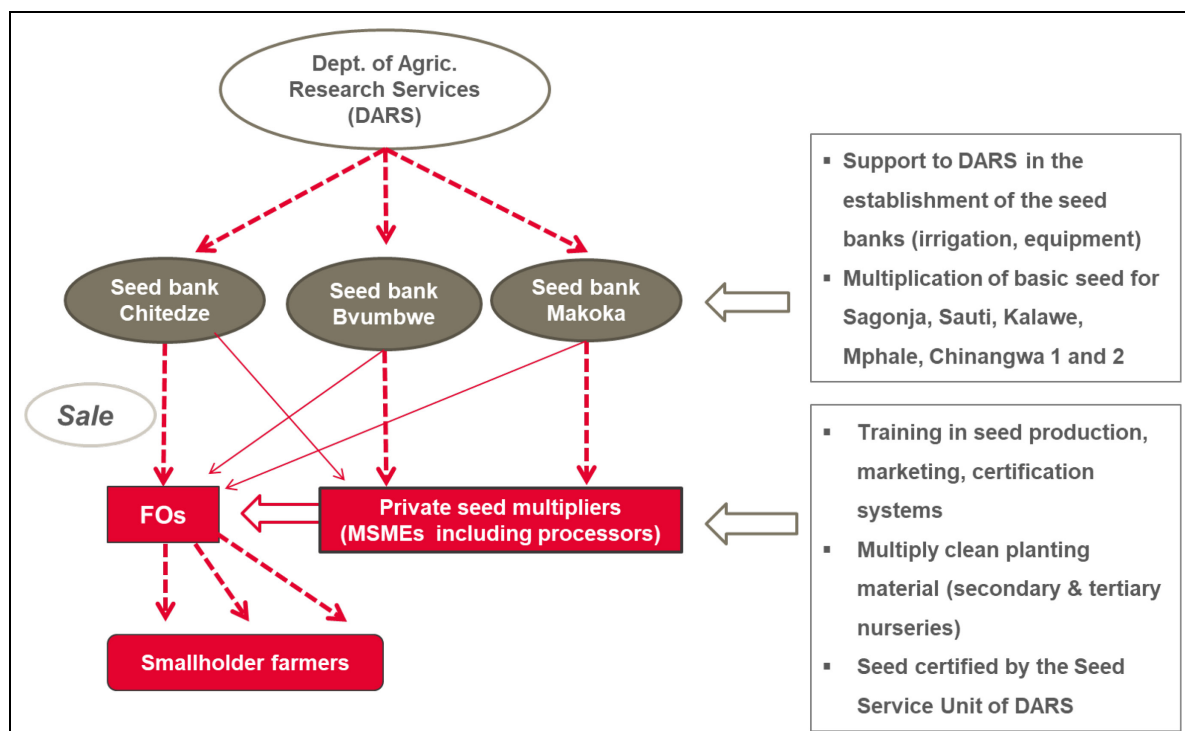 Dept. of Agric.
Research Services
(DARS)
Seed bank
Chitedze
Seed bank
Bvumbwe
Seed bank
Makoka
▪ Support to DARS in the
establishment of the seed
banks (irrigation, equipment)
▪ Multiplication of basic seed for
Sagonja, Sauti, Kalawe,
Mphale, Chinangwa 1 and 2
Sale
FOs
Private seed multipliers
(MSMEs including processors)
▪ Training in seed production,
marketing, certification
systems
▪ Multiply clean planting
material (secondary & tertiary
nurseries)
▪ Seed certified by the Seed
Service Unit of DARS
Smallholder farmers